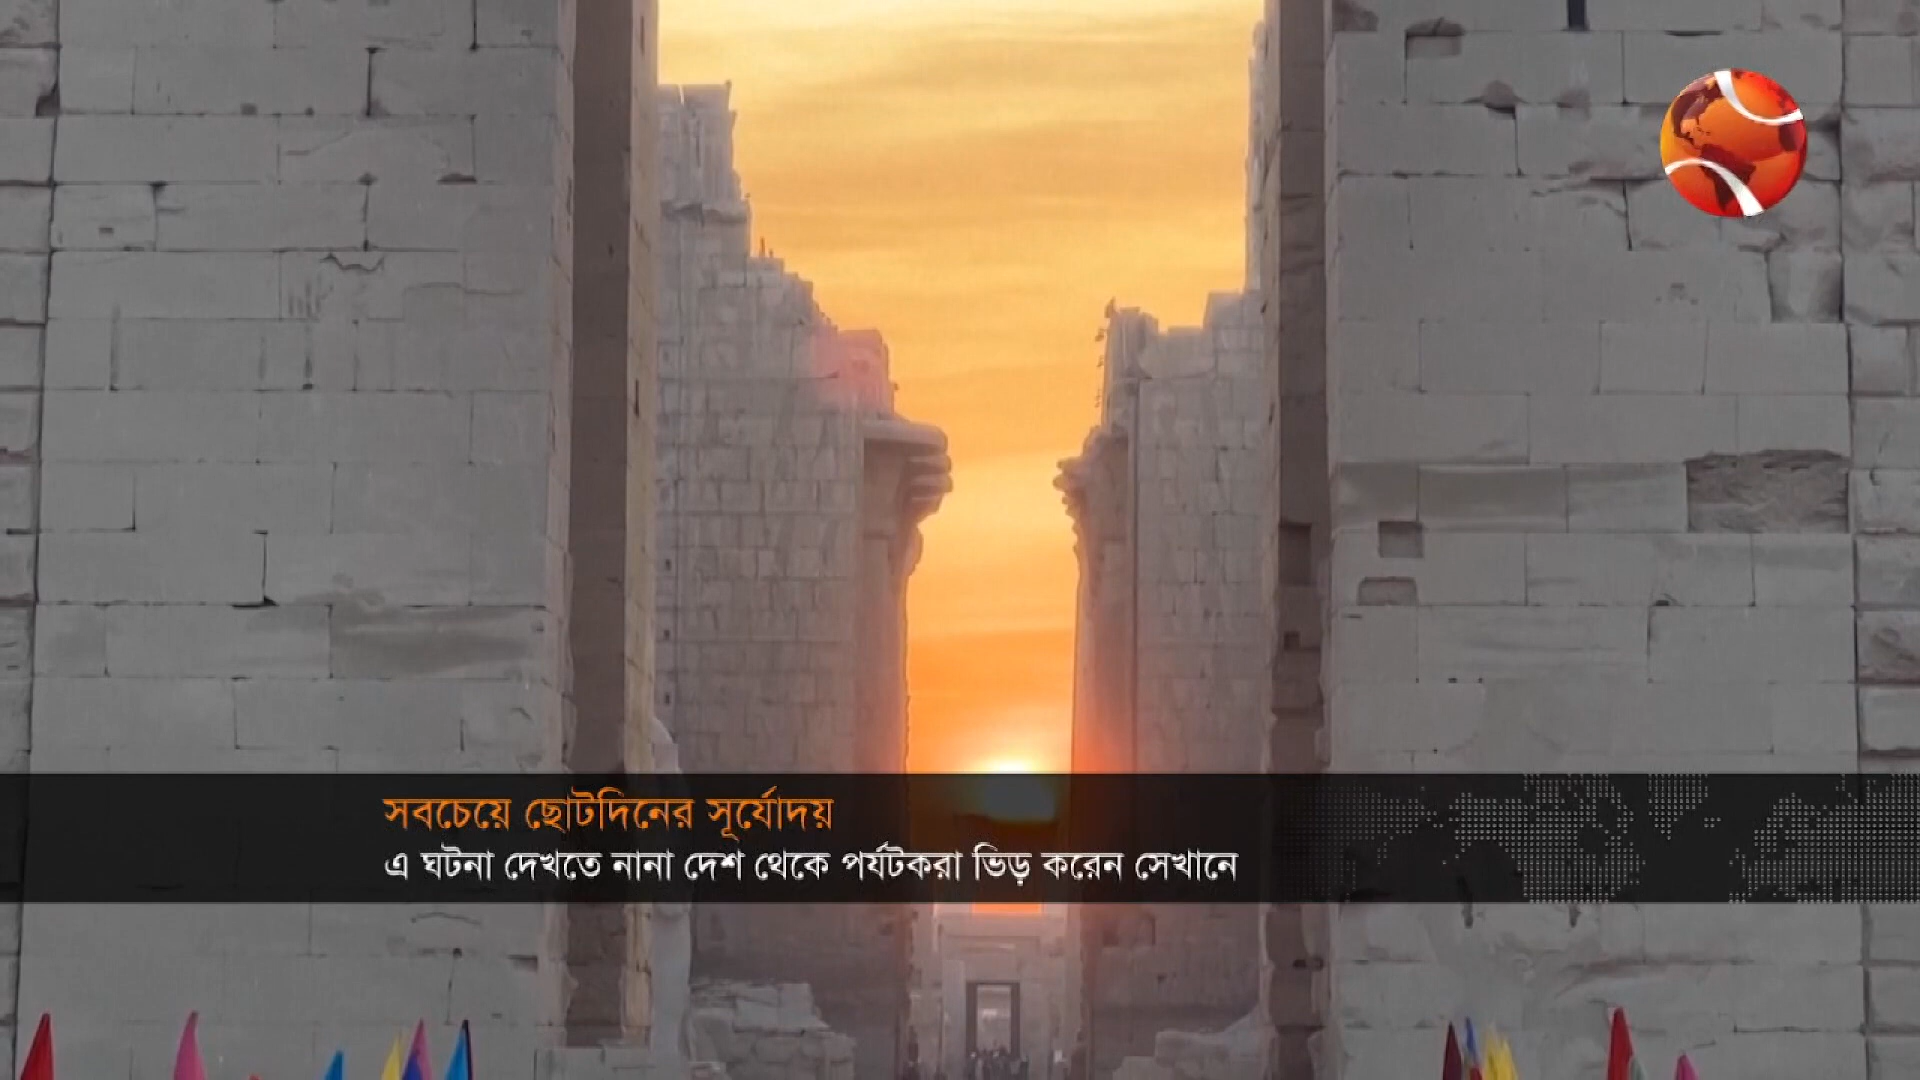 সবচেয়ে ছোটদিনের সূর্যোদয়
এ ঘটনা দেখতে নানা দেশ থেকে পর্যটকরা ভিড় করেন সেখানে